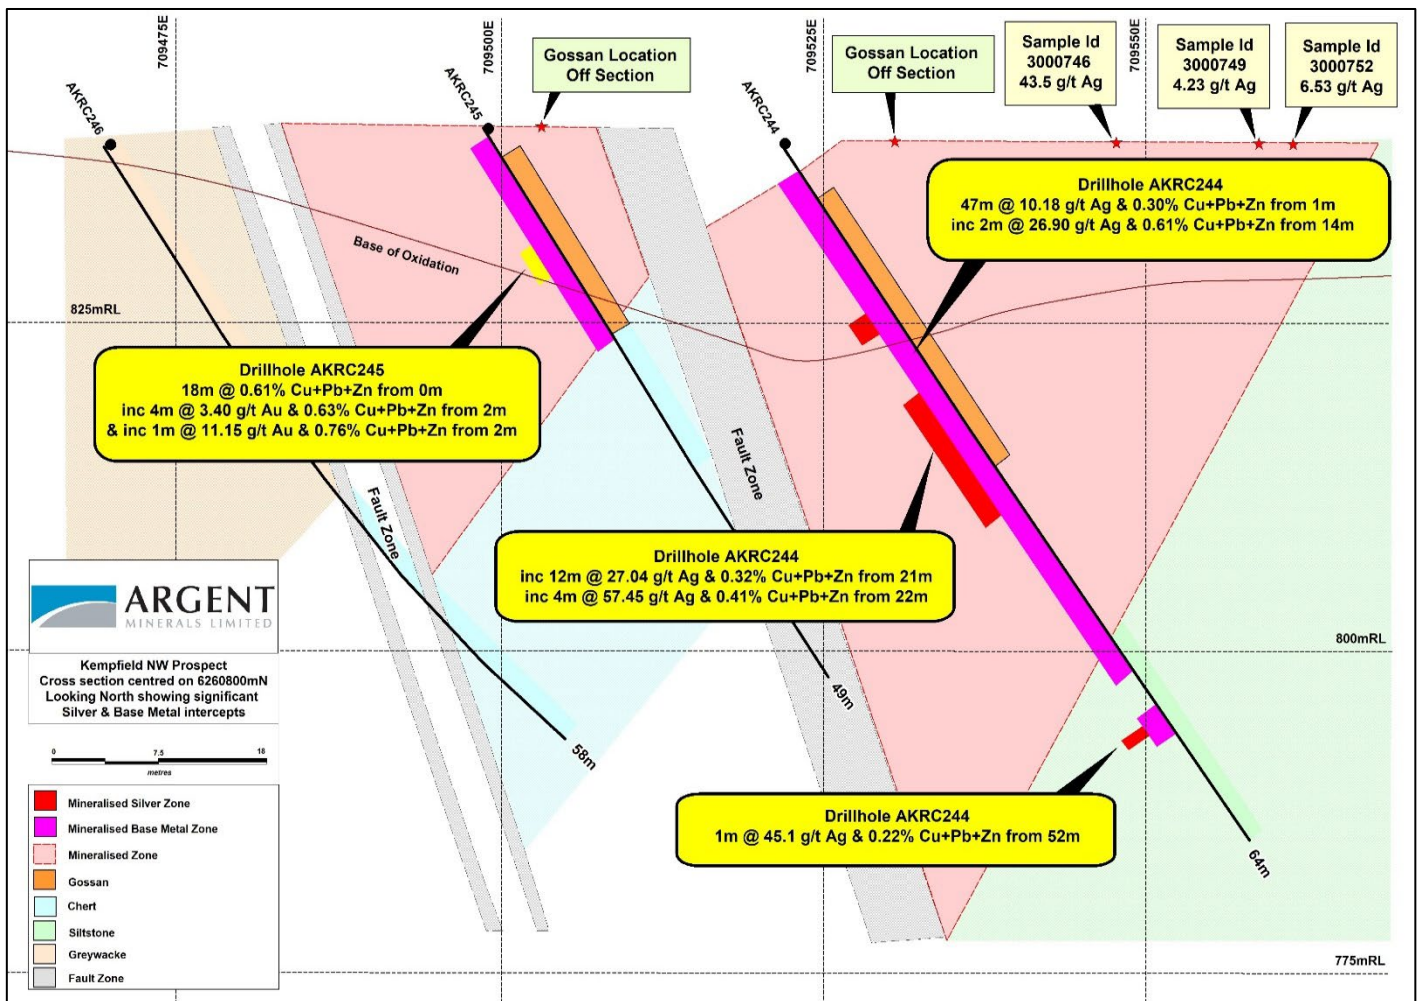 709475E
709500E
709525E
709550E
Gossan Location
Off Section
Gossan Location
Off Section
Sample Id
3000746
43.5 g/t Ag
Sample Id
3000749
4.23 g/t Ag
Sample Id
3000752
6.53 g/t Ag
AKRC246
AKRC245
AKRC244
Drillhole AKRC244
47m @ 10.18 g/t Ag & 0.30% Cu+Pb+Zn from 1m
inc 2m @ 26.90 g/t Ag & 0.61% Cu+Pb+Zn from 14m
Base of Oxidation
825mRL
Drillhole AKRC245
18m @ 0.61% Cu+Pb+Zn from 0m
inc 4m @ 3.40 g/t Au & 0.63% Cu+Pb+Zn from 2m
& inc 1m @ 11.15 g/t Au & 0.76% Cu+Pb+Zn from 2m
Fault Zone
Fault Zone
Drillhole AKRC244
inc 12m @ 27.04 g/t Ag & 0.32% Cu+Pb+Zn from 21m
inc 4m @ 57.45 g/t Ag & 0.41% Cu+Pb+Zn from 22m
800mRL
49m
58m
Drillhole AKRC244
1m @ 45.1 g/t Ag & 0.22% Cu+Pb+Zn from 52m
64m
775mRL
ARGENT
MINERALS LIMITED
Kempfield NW Prospect
Cross section centred on 6260800mN
Looking North showing significant
Silver & Base Metal intercepts
0 7.5 18
metres
Mineralised Silver Zone
Mineralised Base Metal Zone
Mineralised Zone
Gossan
Chert
Siltstone
Greywacke
Fault Zone